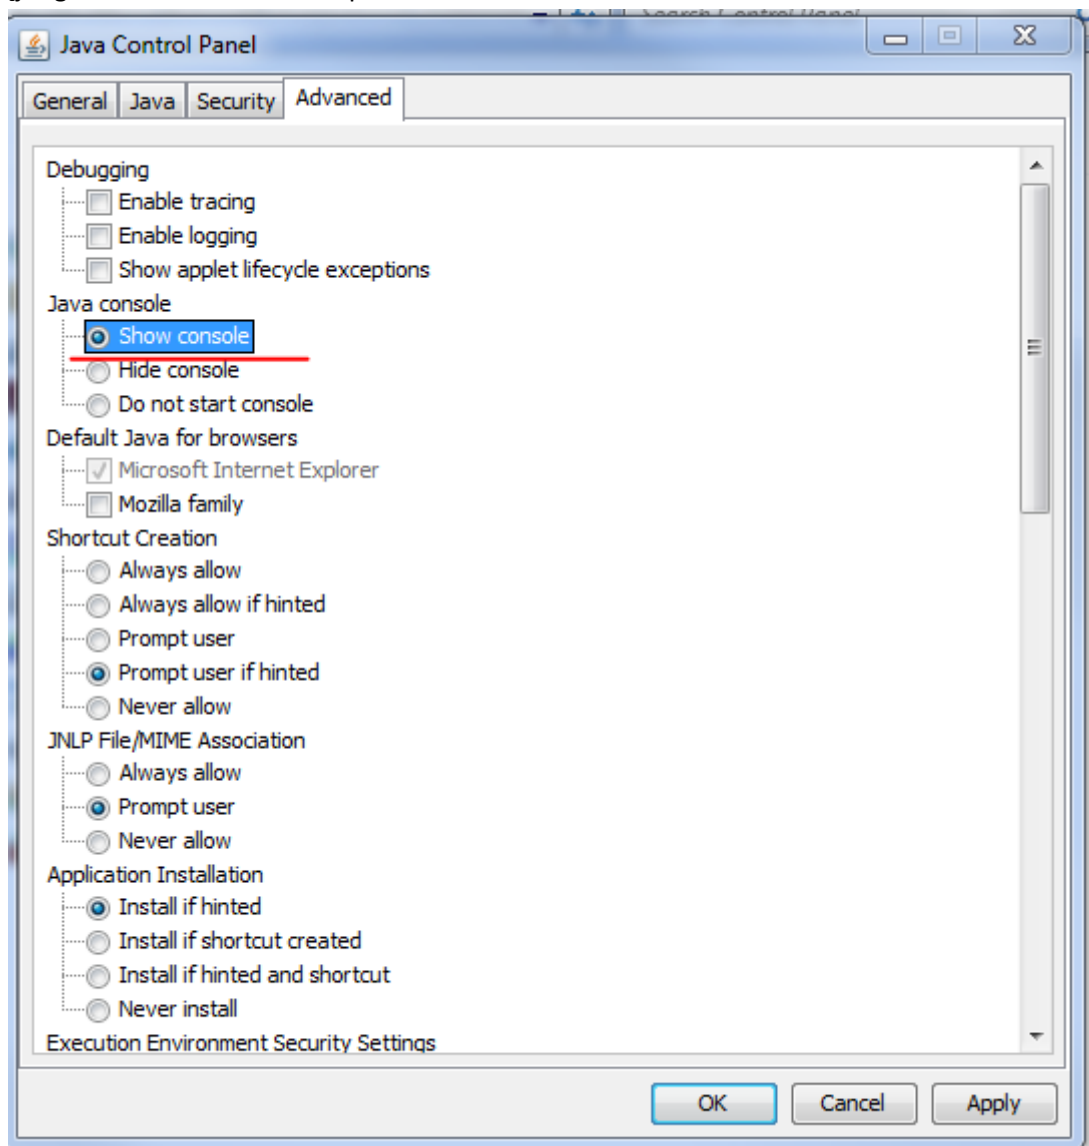 Search Control Panel
Java Control Panel
General Java Security Advanced
Debugging
Enable tracing
Enable logging
Show applet lifecycle exceptions
Java console
Show console
Hide console
Do not start console
Default Java for browsers
Microsoft Internet Explorer
Mozilla family
Shortcut Creation
Always allow
Always allow if hinted
Prompt user
Prompt user if hinted
Never allow
JNLP File/MIME Association
Always allow
Prompt user
Never allow
Application Installation
Install if hinted
Install if shortcut created
Install if hinted and shortcut
Never install
Execution Environment Security Settings
OK Cancel Apply